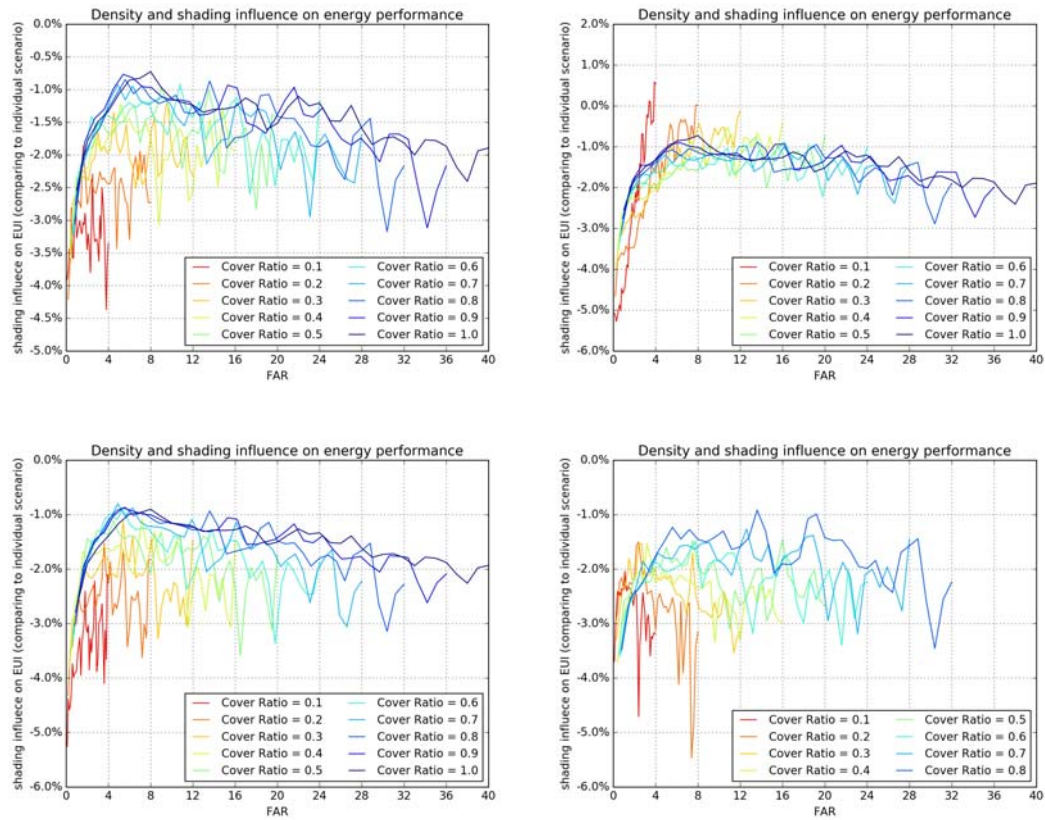 Density and shading influence on energy performance
shading influece on EUI (comparing to individual scenario)
0.0%
-0.5%
-1.0%
-1.5%
-2.0%
-2.5%
-3.0%
-3.5%
-4.0%
-4.5%
-5.0%
Cover Ratio = 0.1
Cover Ratio = 0.2
Cover Ratio = 0.3
Cover Ratio = 0.4
Cover Ratio = 0.5
Cover Ratio = 0.6
Cover Ratio = 0.7
Cover Ratio = 0.8
Cover Ratio = 0.9
Cover Ratio = 1.0
0 4 8 12 16 20 24 28 32 36 40
FAR
Density and shading influence on energy performance
shading influece on EUI (comparing to individual scenario)
2.0%
1.0%
0.0%
-1.0%
-2.0%
-3.0%
-4.0%
-5.0%
-6.0%
Cover Ratio = 0.1
Cover Ratio = 0.2
Cover Ratio = 0.3
Cover Ratio = 0.4
Cover Ratio = 0.5
Cover Ratio = 0.6
Cover Ratio = 0.7
Cover Ratio = 0.8
Cover Ratio = 0.9
Cover Ratio = 1.0
0 4 8 12 16 20 24 28 32 36 40
FAR
Density and shading influence on energy performance
shading influece on EUI (comparing to individual scenario)
0.0%
-1.0%
-2.0%
-3.0%
-4.0%
-5.0%
-6.0%
Cover Ratio = 0.1
Cover Ratio = 0.2
Cover Ratio = 0.3
Cover Ratio = 0.4
Cover Ratio = 0.5
Cover Ratio = 0.6
Cover Ratio = 0.7
Cover Ratio = 0.8
Cover Ratio = 0.9
Cover Ratio = 1.0
0 4 8 12 16 20 24 28 32 36 40
FAR
Density and shading influence on energy performance
shading influece on EUI (comparing to individual scenario)
0.0%
-1.0%
-2.0%
-3.0%
-4.0%
-5.0%
-6.0%
Cover Ratio = 0.1
Cover Ratio = 0.2
Cover Ratio = 0.3
Cover Ratio = 0.4
Cover Ratio = 0.5
Cover Ratio = 0.6
Cover Ratio = 0.7
Cover Ratio = 0.8
0 4 8 12 16 20 24 28 32 36 40
FAR